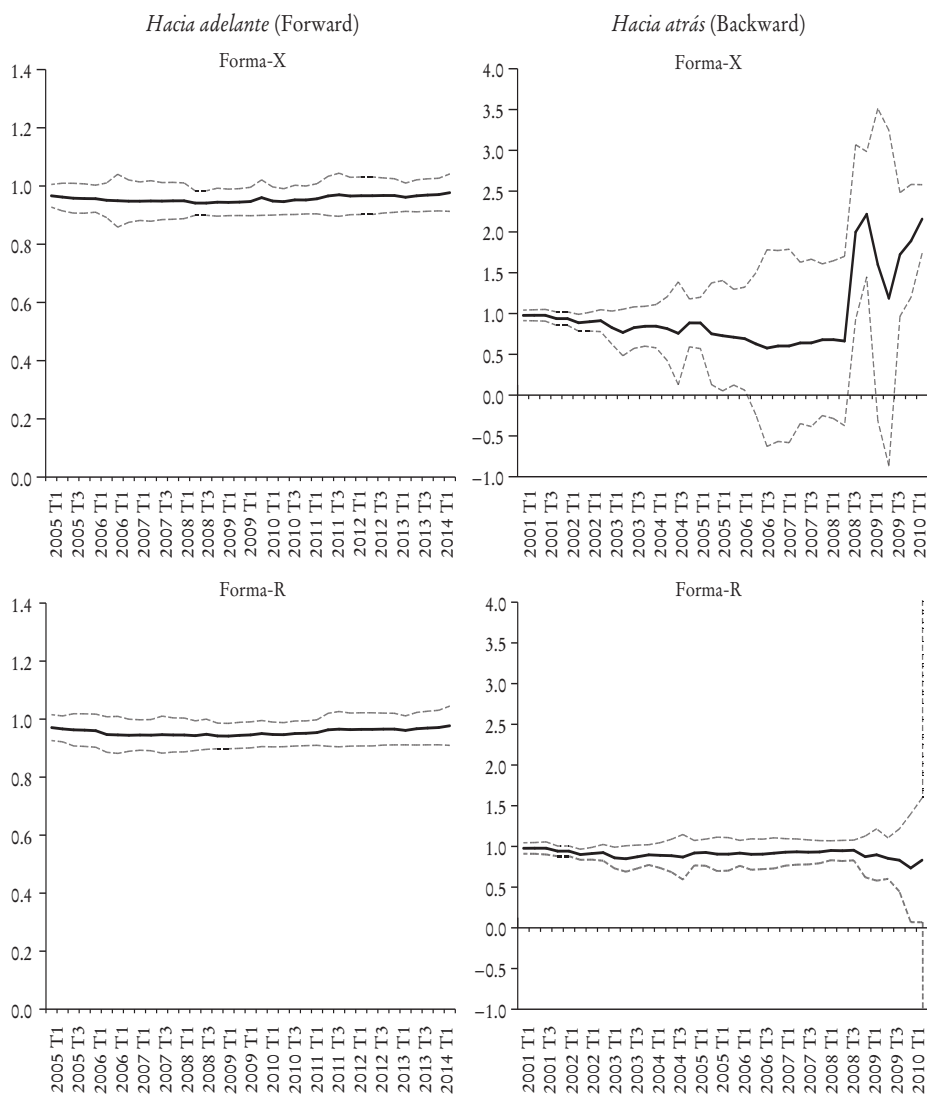 Hacia adelante (Forward)
Forma-X
1.4
1.2
1.0
0.8
0.6
0.4
0.2
0.0
2005 T1
2005 T3
2006 T1
2006 T1
2007 T1
2007 T3
2008 T1
2008 T3
2009 T1
2009 T1
2010 T1
2010 T3
2011 T1
2011 T3
2012 T1
2012 T3
2013 T1
2013 T3
2014 T1
Hacia atrás (Backward)
Forma-X
4.0
3.5
3.0
2.5
2.0
1.5
1.0
0.5
0.0
−0.5
−1.0
2001 T1
2001 T3
2002 T1
2002 T1
2003 T1
2003 T3
2004 T1
2004 T3
2005 T1
2005 T1
2006 T1
2006 T3
2007 T1
2007 T3
2008 T1
2008 T3
2009 T1
2009 T3
2010 T1
Forma-R
1.4
1.2
1.0
0.8
0.6
0.4
0.2
0.0
2005 T1
2005 T3
2006 T1
2006 T1
2007 T1
2007 T3
2008 T1
2008 T3
2009 T1
2009 T1
2010 T1
2010 T3
2011 T1
2011 T3
2012 T1
2012 T3
2013 T1
2013 T3
2014 T1
Forma-R
4.0
3.5
3.0
2.5
2.0
1.5
1.0
0.5
0.0
−0.5
−1.0
2001 T1
2001 T3
2002 T1
2002 T1
2003 T1
2003 T3
2004 T1
2004 T3
2005 T1
2005 T1
2006 T1
2006 T3
2007 T1
2007 T3
2008 T1
2008 T3
2009 T1
2009 T3
2010 T1